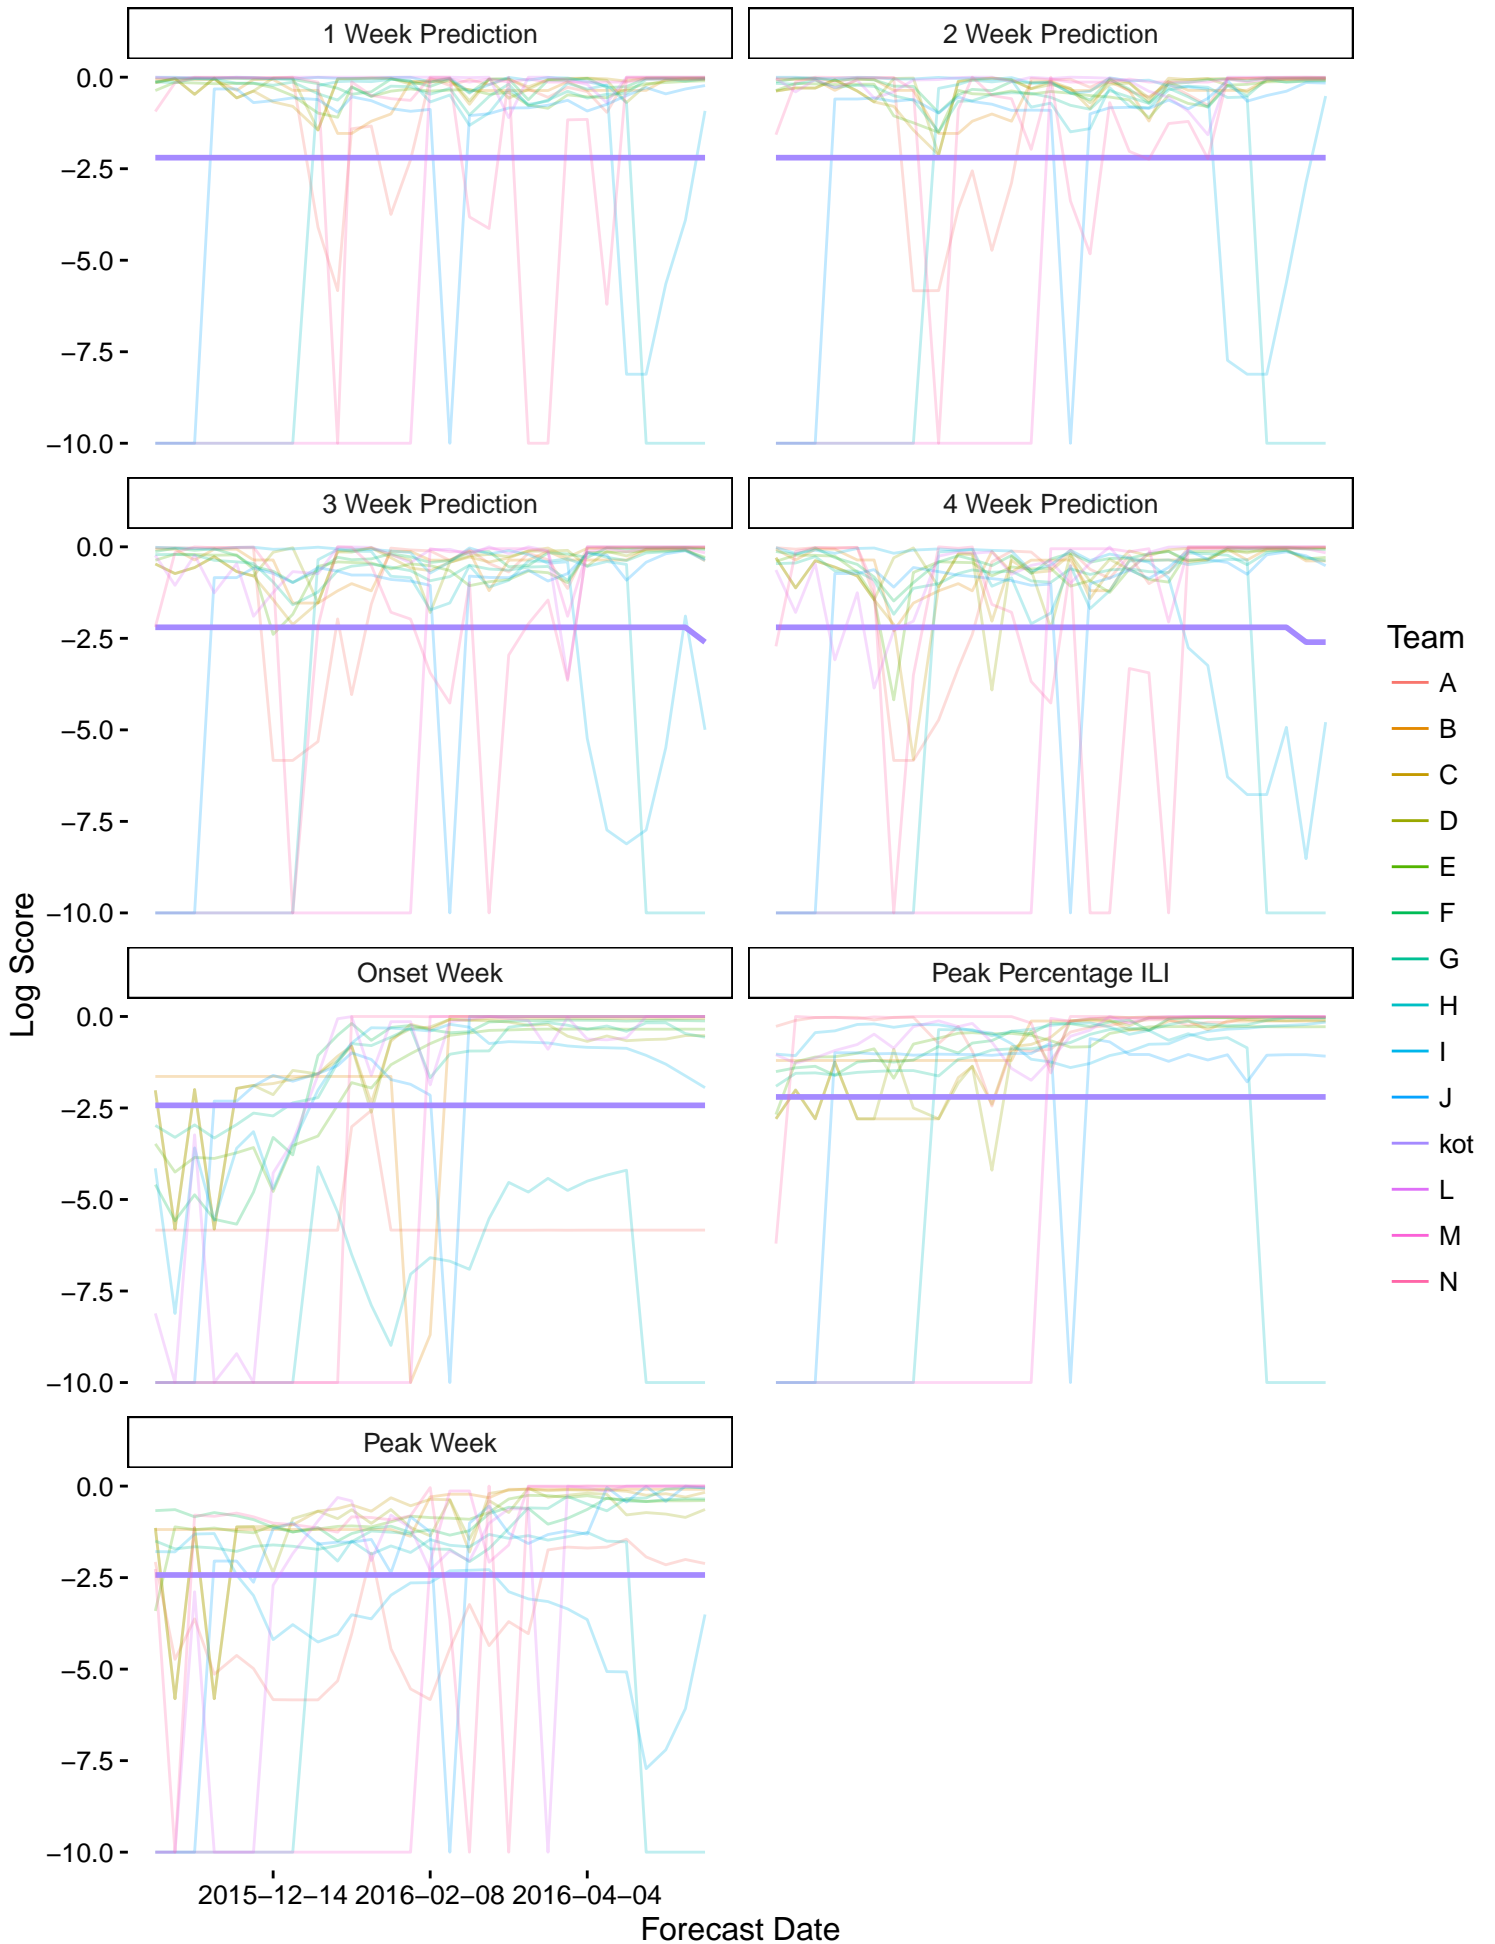 1 Week Prediction
2 Week Prediction
0.0
−2.5
−5.0
−7.5
−10.0
3 Week Prediction
4 Week Prediction
0.0
−2.5
−5.0
−7.5
−10.0
Onset Week
Peak Percentage ILI
0.0
−2.5
−5.0
−7.5
−10.0
Peak Week
0.0
−2.5
−5.0
−7.5
−10.0
2015−12−14
2016−02−08
2016−04−04
Forecast Date
Log Score
Team
A
B
C
D
E
F
G
H
I
J
kot
L
M
N